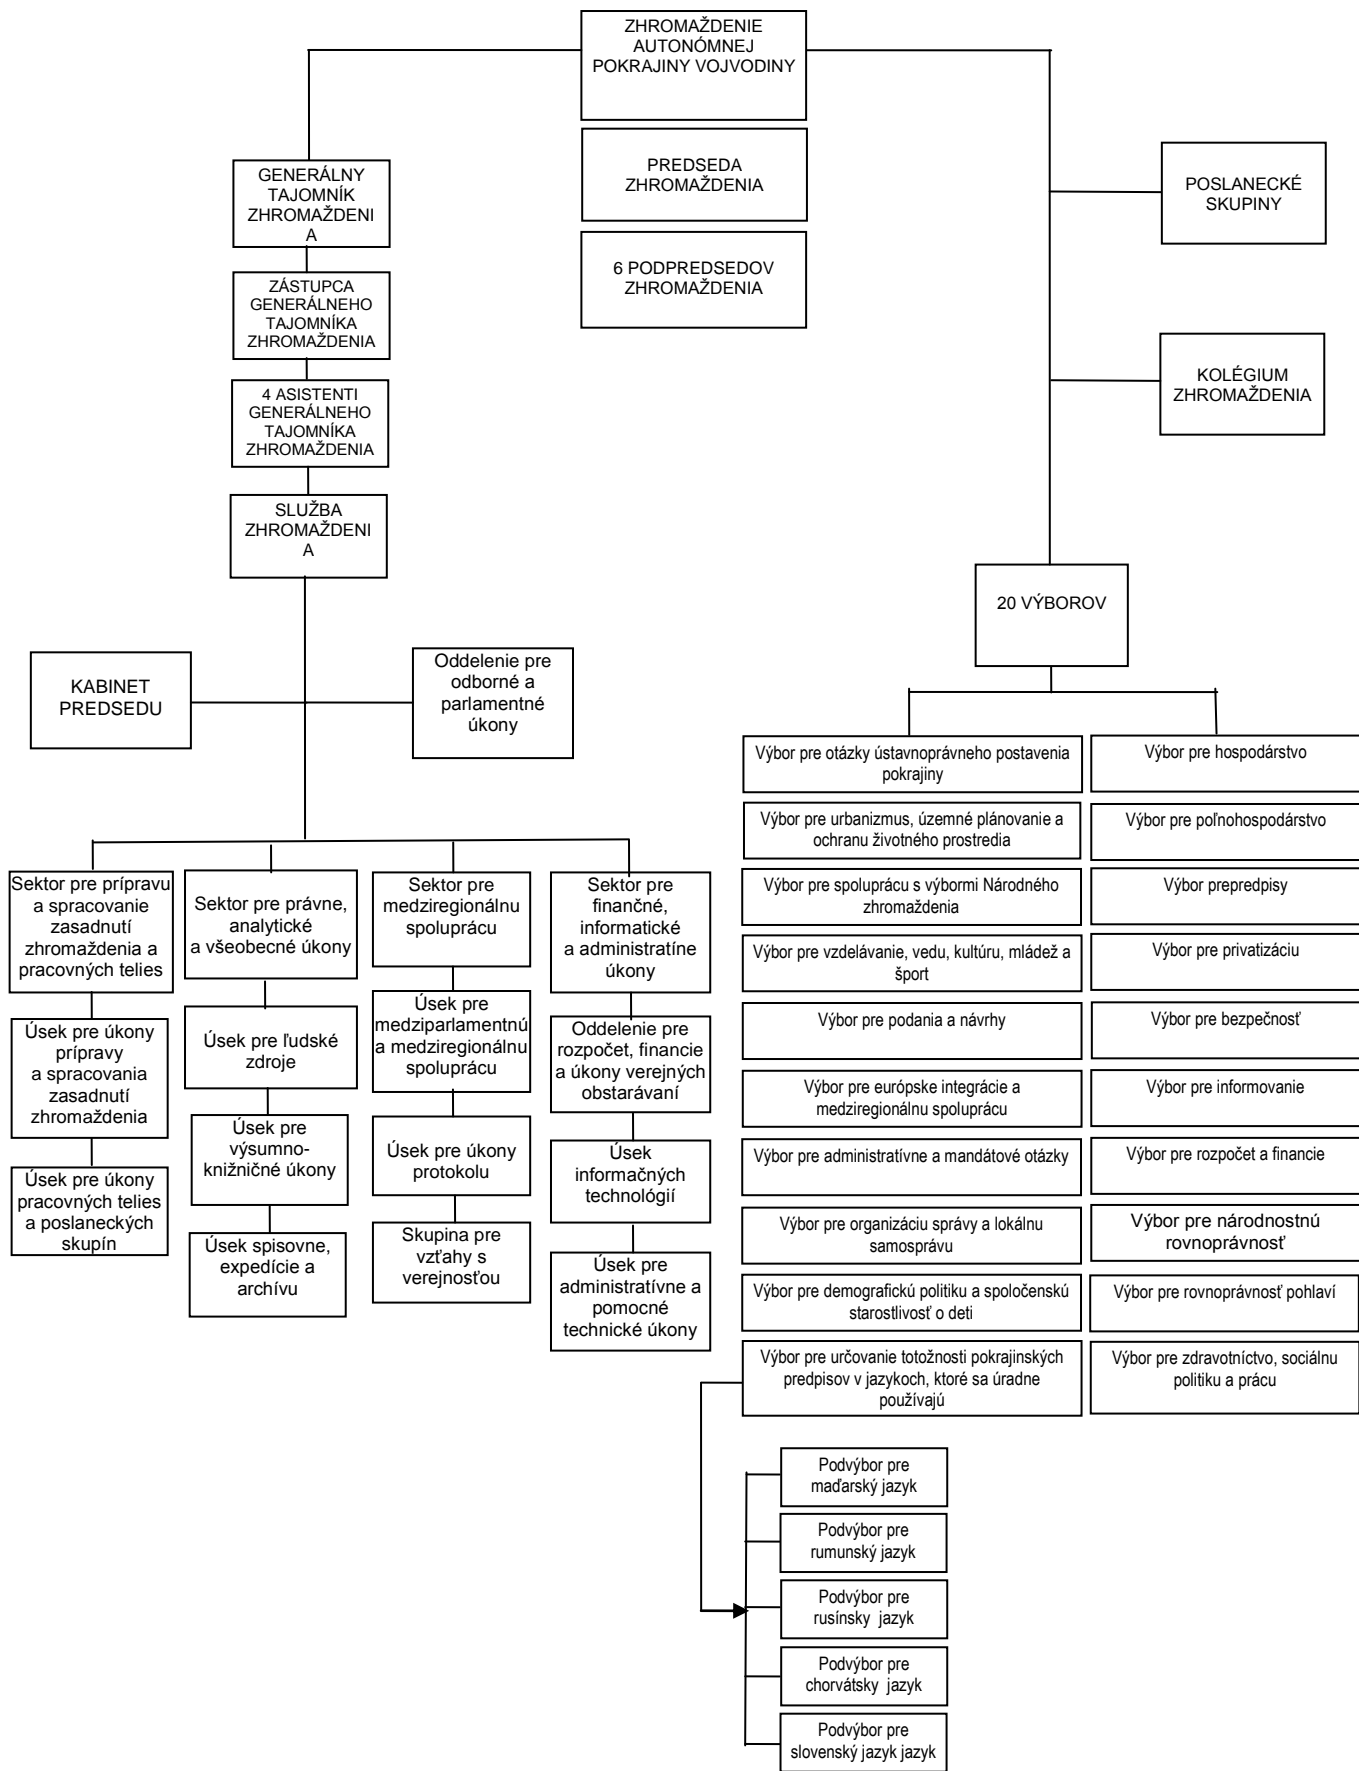 ZHROMAŽDENIE
AUTONÓMNEJ
POKRAJINY VOJVODINY
PREDSEDA
ZHROMAŽDENIA
6 PODPREDSEDOV
ZHROMAŽDENIA
GENERÁLNY
TAJOMNÍK
ZHROMAŽDENI
A
ZÁSTUPCA
GENERÁLNEHO
TAJOMNÍKA
ZHROMAŽDENIA
4 ASISTENTI
GENERÁLNEHO
TAJOMNÍKA
ZHROMAŽDENIA
SLUŽBA
ZHROMAŽDENI
A
POSLANECKÉ
SKUPINY
KOLÉGIUM
ZHROMAŽDENIA
20 VÝBOROV
KABINET
PREDSEDU
Oddelenie pre
odborné a
parlamentné
úkony
Sektor pre prípravu
a spracovanie
zasadnutí
zhromaždenia a
pracovných telies
Úsek pre úkony
prípravy
a spracovania
zasadnutí
zhromaždenia
Úsek pre úkony
pracovných telies
a poslaneckých
skupín
Sektor pre právne,
analytické
a všeobecné úkony
Úsek pre ľudské
zdroje
Úsek pre
výsumno-
knižničné úkony
Úsek spisovne,
expedície a
archívu
Sektor pre
medziregionálnu
spoluprácu
Úsek pre
medziparlamentnú
a medziregionálnu
spoluprácu
Úsek pre úkony
protokolu
Skupina pre
vzťahy s
verejnosťou
Sektor pre
finančné,
informatické
a administratíne
úkony
Oddelenie pre
rozpočet, financie
a úkony verejných
obstarávaní
Úsek
informačných
technológií
Úsek pre
administratívne a
pomocné
technické úkony
Výbor pre otázky ústavnoprávneho postavenia
pokrajiny
Výbor pre urbanizmus, územné plánovanie a
ochranu životného prostredia
Výbor pre spoluprácu s výbormi Národného
zhromaždenia
Výbor pre vzdelávanie, vedu, kultúru, mládež a
šport
Výbor pre podania a návrhy
Výbor pre európske integrácie a
medziregionálnu spoluprácu
Výbor pre administratívne a mandátové otázky
Výbor pre organizáciu správy a lokálnu
samosprávu
Výbor pre demografickú politiku a spoločenskú
starostlivosť o deti
Výbor pre určovanie totožnosti pokrajinských
predpisov v jazykoch, ktoré sa úradne
používajú
Výbor pre hospodárstvo
Výbor pre poľnohospodárstvo
Výbor prepredpisy
Výbor pre privatizáciu
Výbor pre bezpečnosť
Výbor pre informovanie
Výbor pre rozpočet a financie
Výbor pre národnostnú
rovnoprávnosť
Výbor pre rovnoprávnosť pohlaví
Výbor pre zdravotníctvo, sociálnu
politiku a prácu
Podvýbor pre
maďarský jazyk
Podvýbor pre
rumunský jazyk
Podvýbor pre
rusínsky jazyk
Podvýbor pre
chorvátsky jazyk
Podvýbor pre
slovenský jazyk jazyk